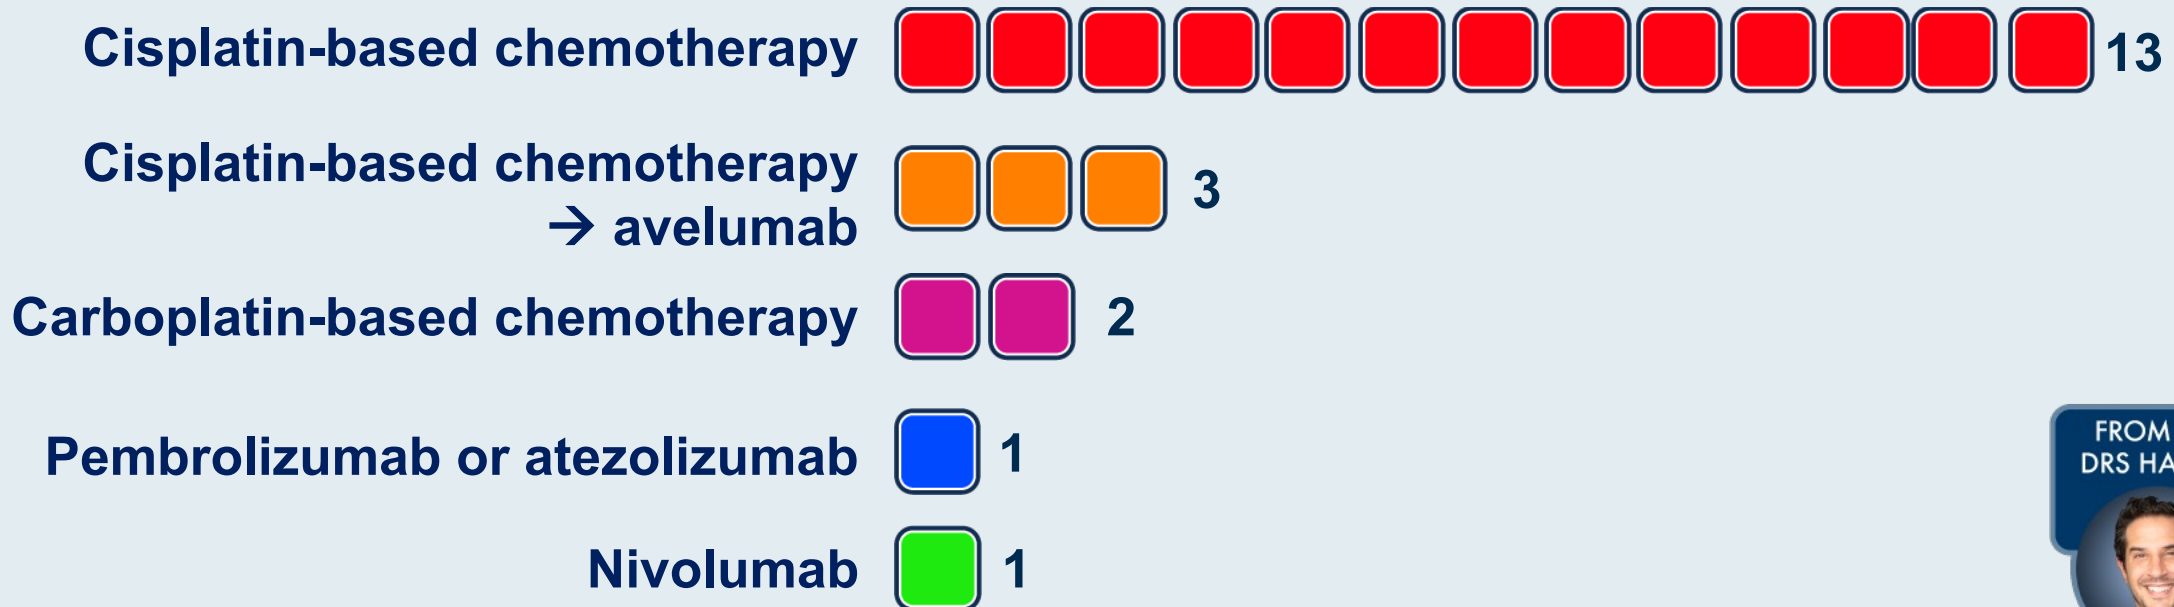 Cisplatin-based chemotherapy 13
Cisplatin-based chemotherapy
→ avelumab 3
Carboplatin-based chemotherapy 2
Pembrolizumab or atezolizumab 1
Nivolumab 1
FROM
DRS